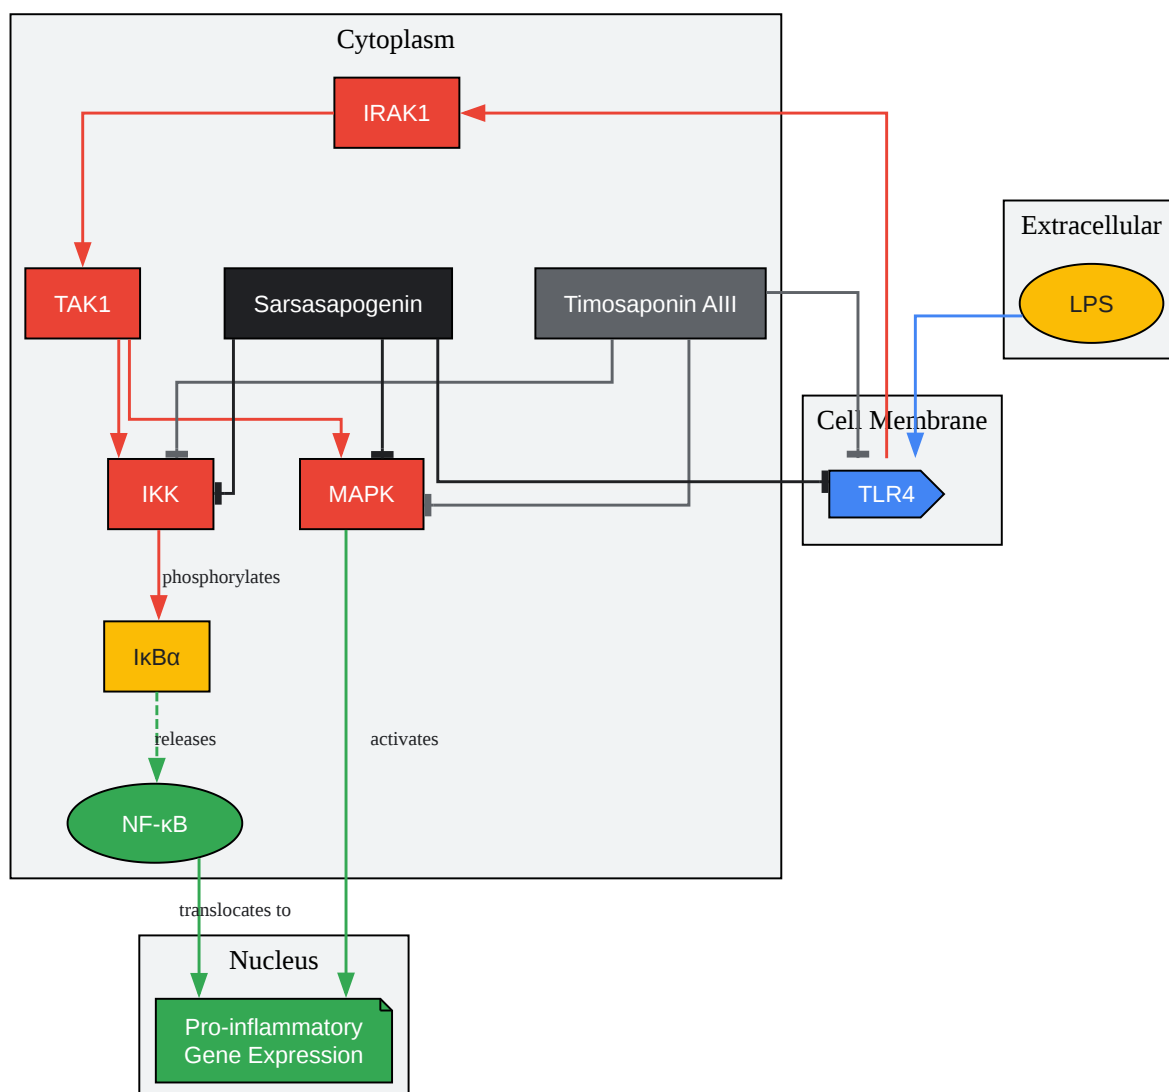 Cytoplasm
IRAK1
Extracellular
LPS
TAK1
Sarsasapogenin
Timosaponin AIII
Cell Membrane
IKK
MAPK
TLR4
phosphorylates
IκBα
releases
activates
NF-κB
translocates to
Nucleus
Pro-inflammatory
Gene Expression